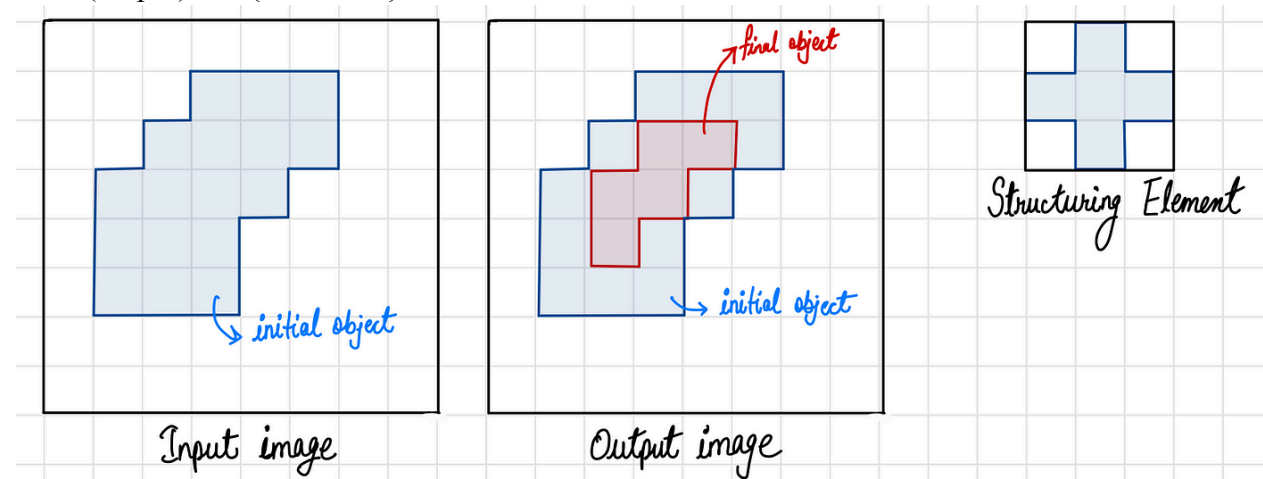 final object
initial object
initial object
Structuring Element
Input image
Output image